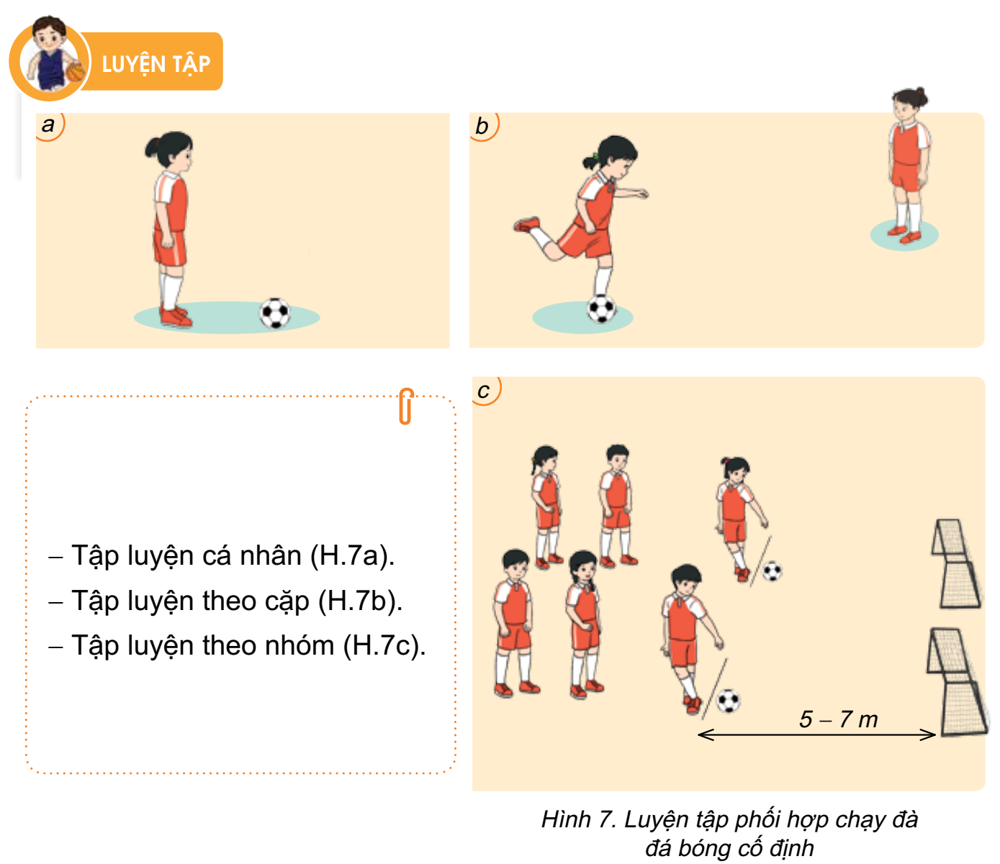 LUYỆN TẬP
a
b
– Tập luyện cá nhân (H.7a).
– Tập luyện theo cặp (H.7b).
– Tập luyện theo nhóm (H.7c).
c
5 – 7 m
Hình 7. Luyện tập phối hợp chạy đà
đá bóng cố định